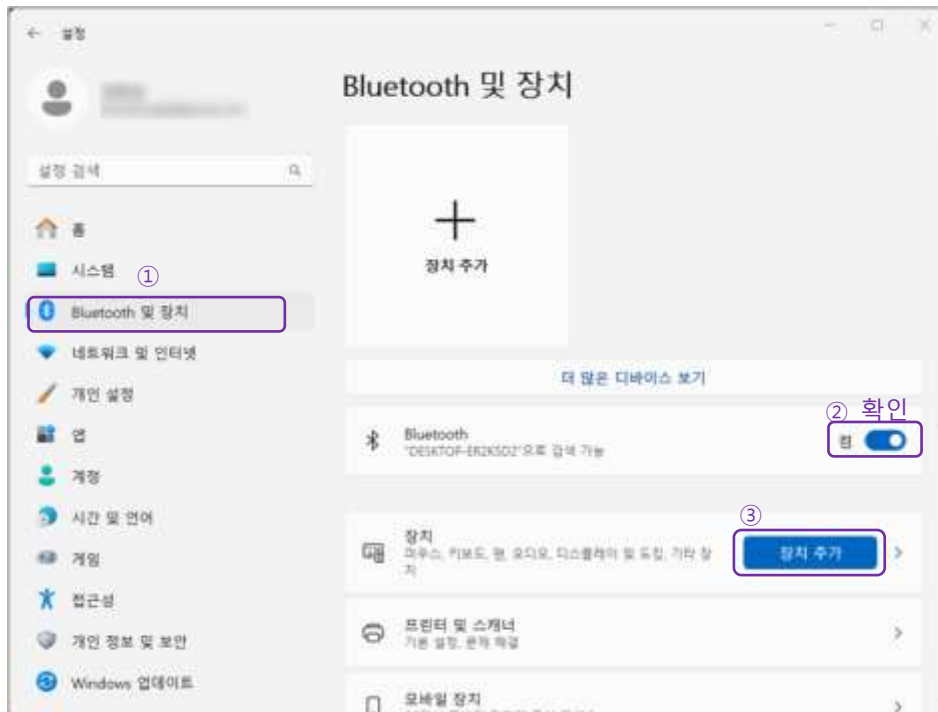 설정
Bluetooth 및 장치
설정 검색
홈
시스템
①
Bluetooth 및 장치
네트워크 및 인터넷
개인 설정
앱
계정
시간 및 언어
게임
접근성
개인 정보 및 보안
Windows 업데이트
장치 추가
더 많은 디바이스 보기
② 확인
Bluetooth
"DESKTOP-ER2KSD2"으로 검색 가능
켬
③
장치
마우스, 키보드, 펜, 오디오, 디스플레이 및 도킹, 기타 장
치
장치 추가
프린터 및 스캐너
기본 설정, 문제 해결
모바일 장치